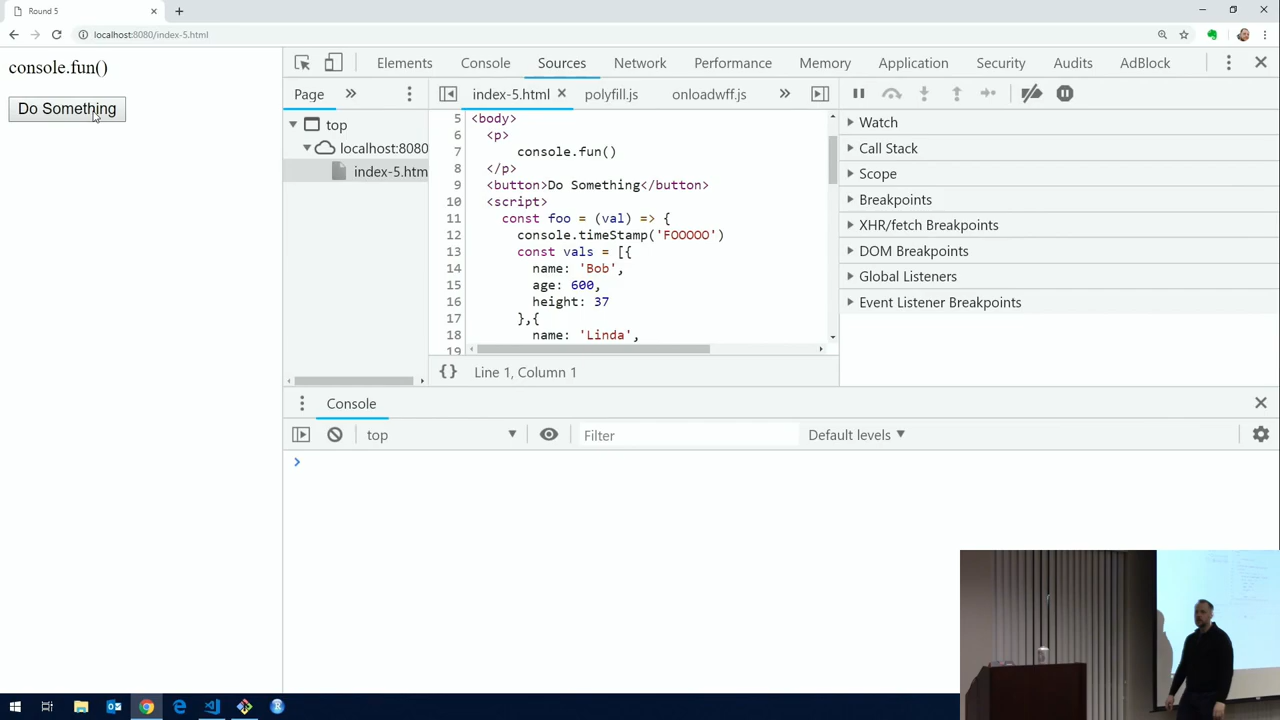 Round 5
localhost:8080/index-5.html
console.fun()
Do Something
Elements Console Sources Network Performance Memory Application Security Audits AdBlock
Page
index-5.html polyfill.js onloadwff.js
top
localhost:8080
index-5.htm
5 <body>
6 <p>
7 console.fun()
8 </p>
9 <button>Do Something</button>
10 <script>
11 const foo = (val) => {
12 console.timeStamp('FOOOOO')
13 const vals = [{
14 name: 'Bob',
15 age: 600,
16 height: 37
17 },{
18 name: 'Linda',
19
{} Line 1, Column 1
Watch
Call Stack
Scope
Breakpoints
XHR/fetch Breakpoints
DOM Breakpoints
Global Listeners
Event Listener Breakpoints
Console
top Filter Default levels